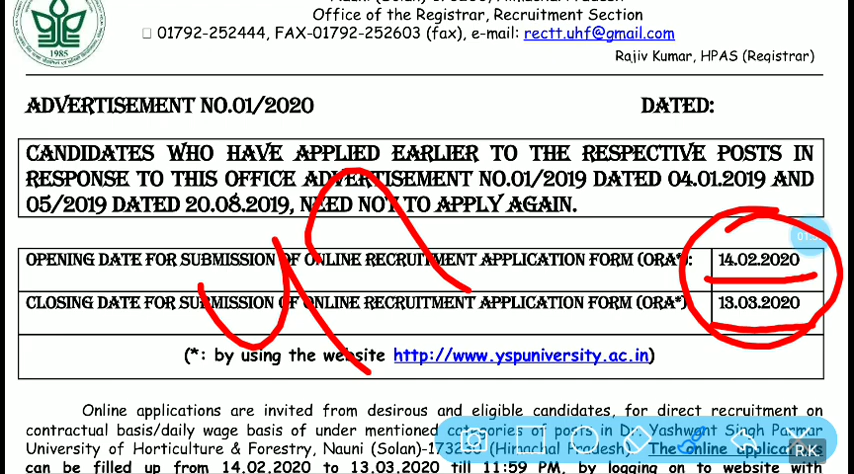 Office of the Registrar, Recruitment Section
01792-252444, FAX-01792-252603 (fax), e-mail: rectt.uhf@gmail.com
Rajiv Kumar, HPAS (Registrar)
1985
ADVERTISEMENT NO.01/2020 DATED:
CANDIDATES WHO HAVE APPLIED EARLIER TO THE RESPECTIVE POSTS IN
RESPONSE TO THIS OFFICE ADVERTISEMENT NO.01/2019 DATED 04.01.2019 AND
05/2019 DATED 20.08.2019, NEED NOT TO APPLY AGAIN.
OPENING DATE FOR SUBMISSION OF ONLINE RECRUITMENT APPLICATION FORM (ORA*): 14.02.2020
CLOSING DATE FOR SUBMISSION OF ONLINE RECRUITMENT APPLICATION FORM (ORA*) 13.03.2020
(*: by using the website http://www.yspuniversity.ac.in)
Online applications are invited from desirous and eligible candidates, for direct recruitment on
contractual basis/daily wage basis of under mentioned categories of posts in Dr. Yashwant Singh Parmar
University of Horticulture & Forestry, Nauni (Solan)-173230 (Himachal Pradesh). The online applications
can be filled up from 14.02.2020 to 13.03.2020 till 11:59 PM, by logging on to website with
RK